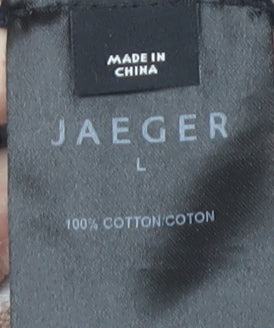 MADE IN
CHINA
JAEGER
L
100% COTTON/COTON